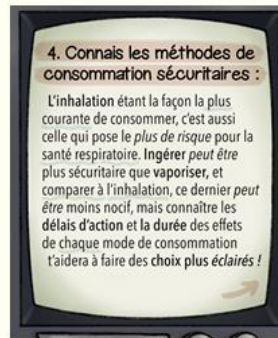 4. Connais les méthodes de
consommation sécuritaires :
L'inhalation étant la façon la plus
courante de consommer, c'est aussi
celle qui pose le plus de risque pour la
santé respiratoire. Ingérer peut être
plus sécuritaire que vaporiser, et
comparer à l'inhalation, ce dernier peut
être moins nocif, mais connaître les
délais d'action et la durée des effets
de chaque mode de consommation
t'aidera à faire des choix plus éclairés !